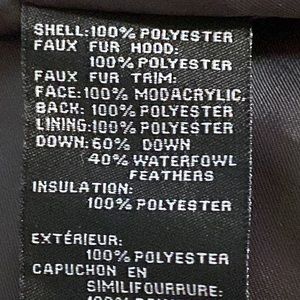 SHELL:100% POLYESTER
FAUX FUR HOOD:
100% POLYESTER
FAUX FUR TRIM:
FACE:100% MODACRYLIC.
BACK: 100% POLYESTER
LINING:100% POLYESTER
DOWN: 60% DOWN
40% WATERFOWL
FEATHERS
INSULATION:
100% POLYESTER
EXTÉRIEUR:
100% POLYESTER
CAPUCHON EN
SIMILIFOURRURE: